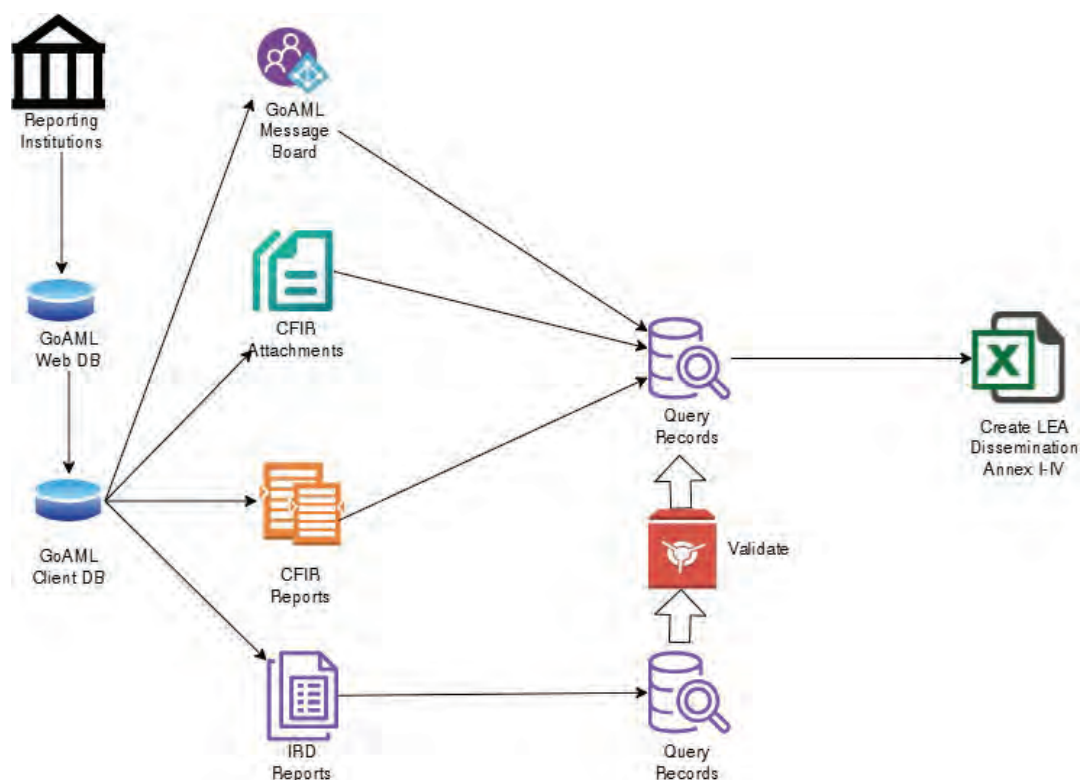 Reporting
Institutions
GoAML
Web DB
GoAML
Client DB
GoAML
Message
Board
CFIR
Attachments
CFIR
Reports
IRD
Reports
Query
Records
Validate
Query
Records
X
Create LEA
Dissemination
Annex I-IV